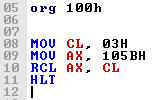 05 org 100h
06
07
08 MOV CL, 03H
09 MOV AX, 105BH
10 RCL AX, CL
11 HLT
12